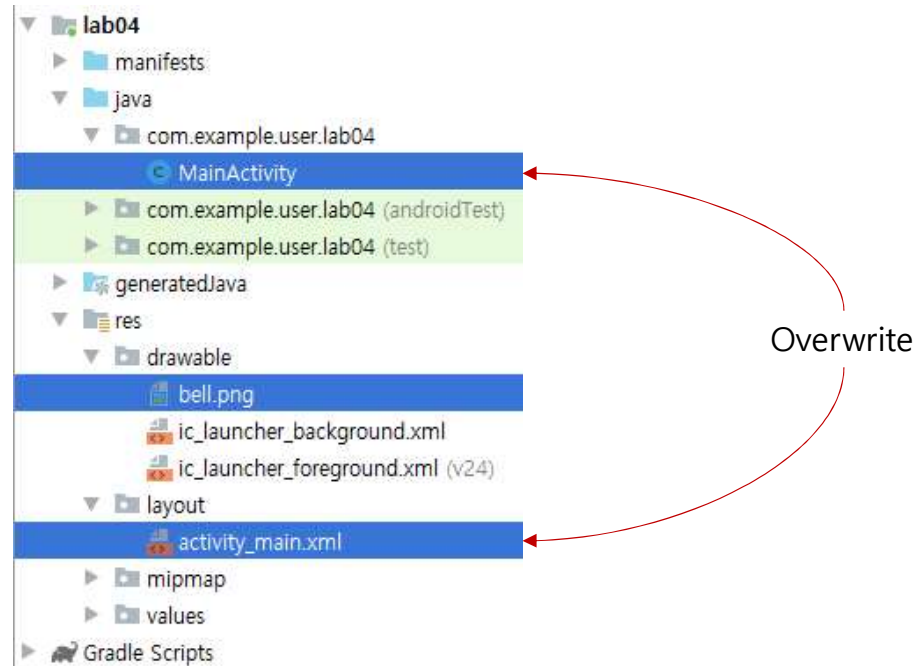 lab04
manifests
java
com.example.user.lab04
MainActivity
com.example.user.lab04 (androidTest)
com.example.user.lab04 (test)
generatedJava
res
Overwrite
drawable
bell.png
ic_launcher_background.xml
ic_launcher_foreground.xml (v24)
layout
activity_main.xml
mipmap
values
Gradle Scripts